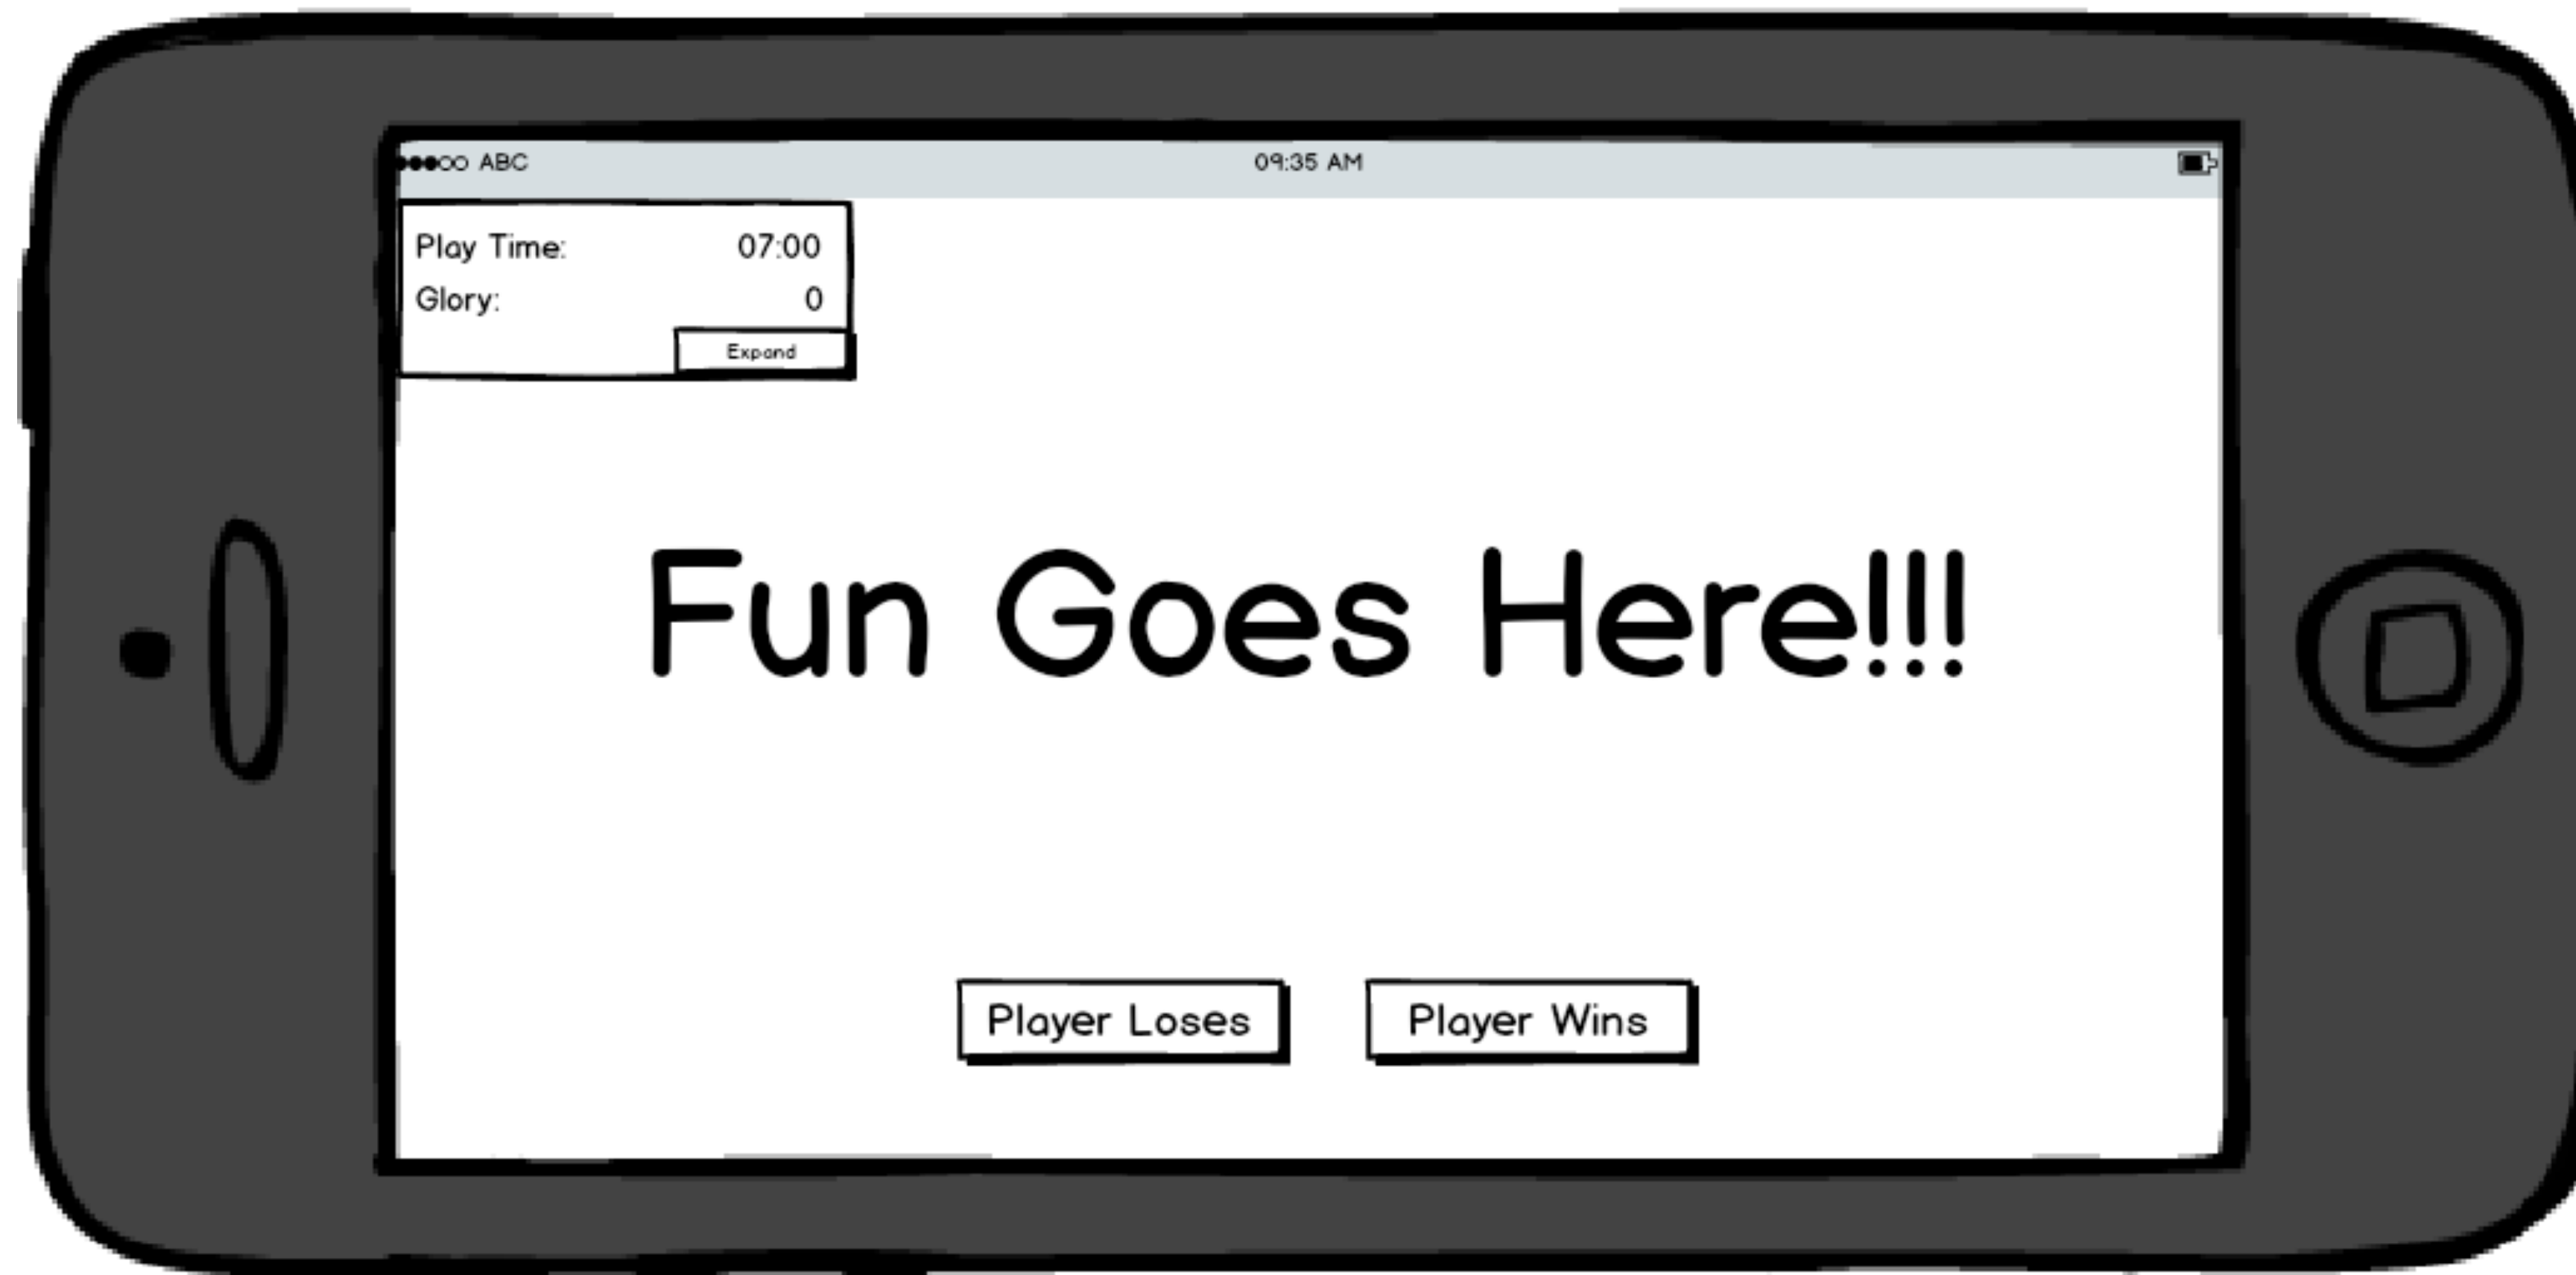 ABC 09:35 AM
Play Time: 07:00
Glory: 0
Expand
Fun Goes Here!!!
Player Loses Player Wins